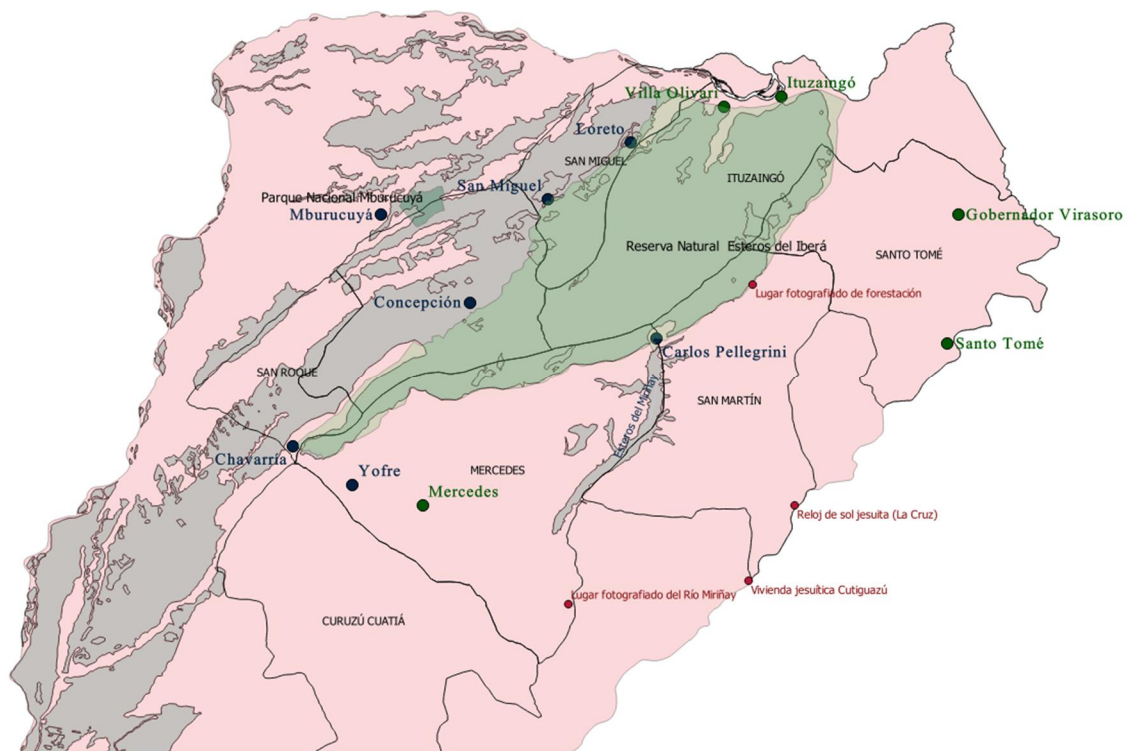 Ituzaingó
Villa Olivari
Loreto
SAN MIGUEL
ITUZAINGÓ
San Miguel
Parque Nacional Mburucuyá
Mburucuyá
Gobernador Virasoro
Reserva Natural Esteros del Iberá
SANTO TOMÉ
Lugar fotografiado de forestación
Concepción
Santo Tomé
Carlos Pellegrini
SAN ROQUE
SAN MARTÍN
Esteros del Miriñay
Chavarría
Yofre
MERCEDES
Mercedes
Reloj de sol jesuita (La Cruz)
Vivienda jesuítica Cutiguazú
Lugar fotografiado del Río Miriñay
CURUZÚ CUATIÁ